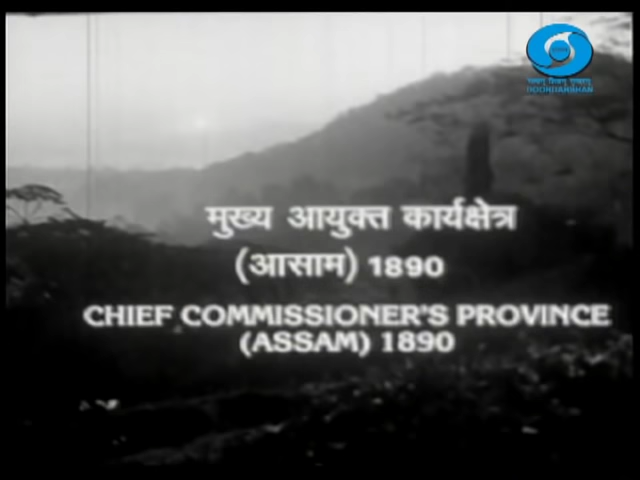 DOORDARSHAN
मुख्य आयुक्त कार्यक्षेत्र
(आसाम) 1890
CHIEF COMMISSIONER'S PROVINCE
(ASSAM) 1890